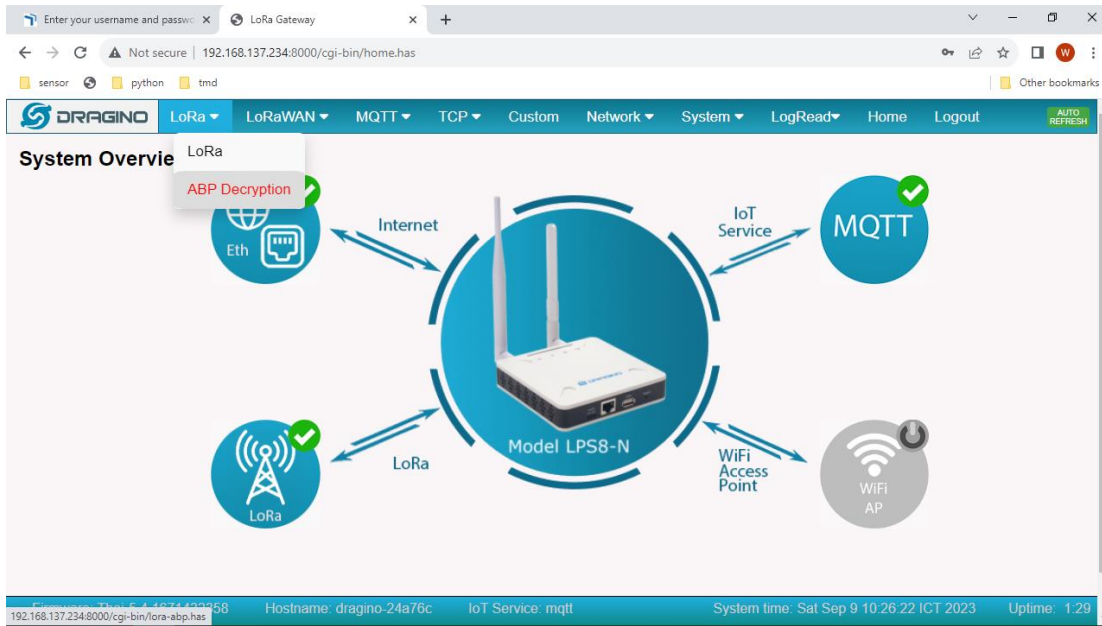 Enter your username and passwo
LoRa Gateway
Not secure | 192.168.137.234:8000/cgi-bin/home.has
W
sensor
python
tmd
Other bookmarks
DRAGINO LoRa LoRaWAN MQTT TCP Custom Network System LogRead Home Logout AUTO REFRESH
System Overvie
LoRa
ABP Decryption
Eth
Internet
IoT
Service
MQTT
Model LPS8-N
LoRa
LoRa
WiFi
Access
Point
WiFi
AP
58 Hostname: dragino-24a76c IoT Service: mqtt System time: Sat Sep 9 10:26:22 ICT 2023 Uptime: 1:29
192.168.137.234:8000/cgi-bin/lora-abp.has